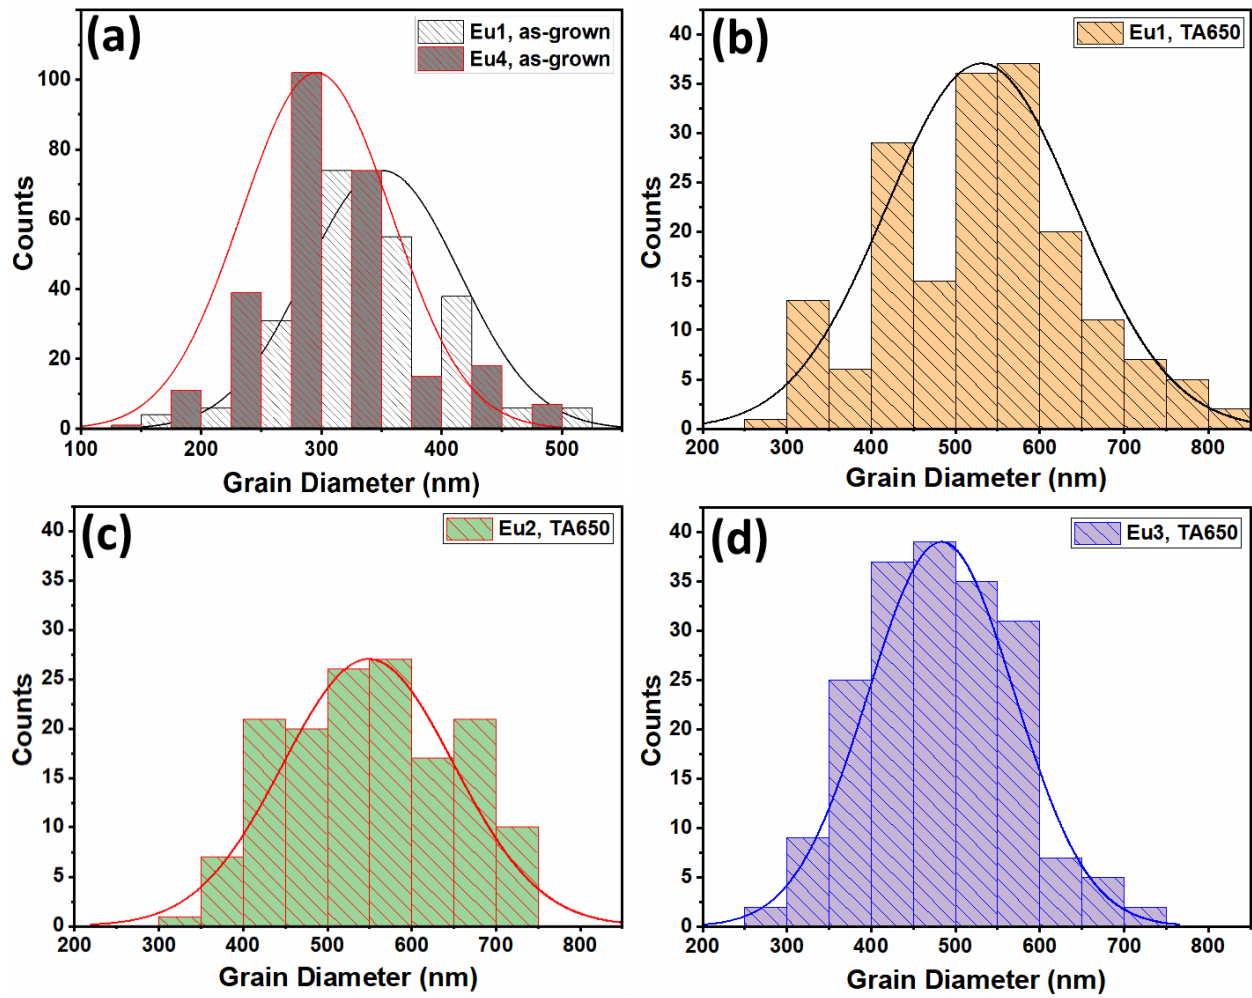 (a)
Eu1, as-grown
Eu4, as-grown
100
80
60
40
20
0
Counts
100 200 300 400 500
Grain Diameter (nm)
(b)
Eu1, TA650
40
35
30
25
20
15
10
5
0
Counts
200 300 400 500 600 700 800
Grain Diameter (nm)
(c)
Eu2, TA650
40
35
30
25
20
15
10
5
0
Counts
200 300 400 500 600 700 800
Grain Diameter (nm)
(d)
Eu3, TA650
40
35
30
25
20
15
10
5
0
Counts
200 300 400 500 600 700 800
Grain Diameter (nm)